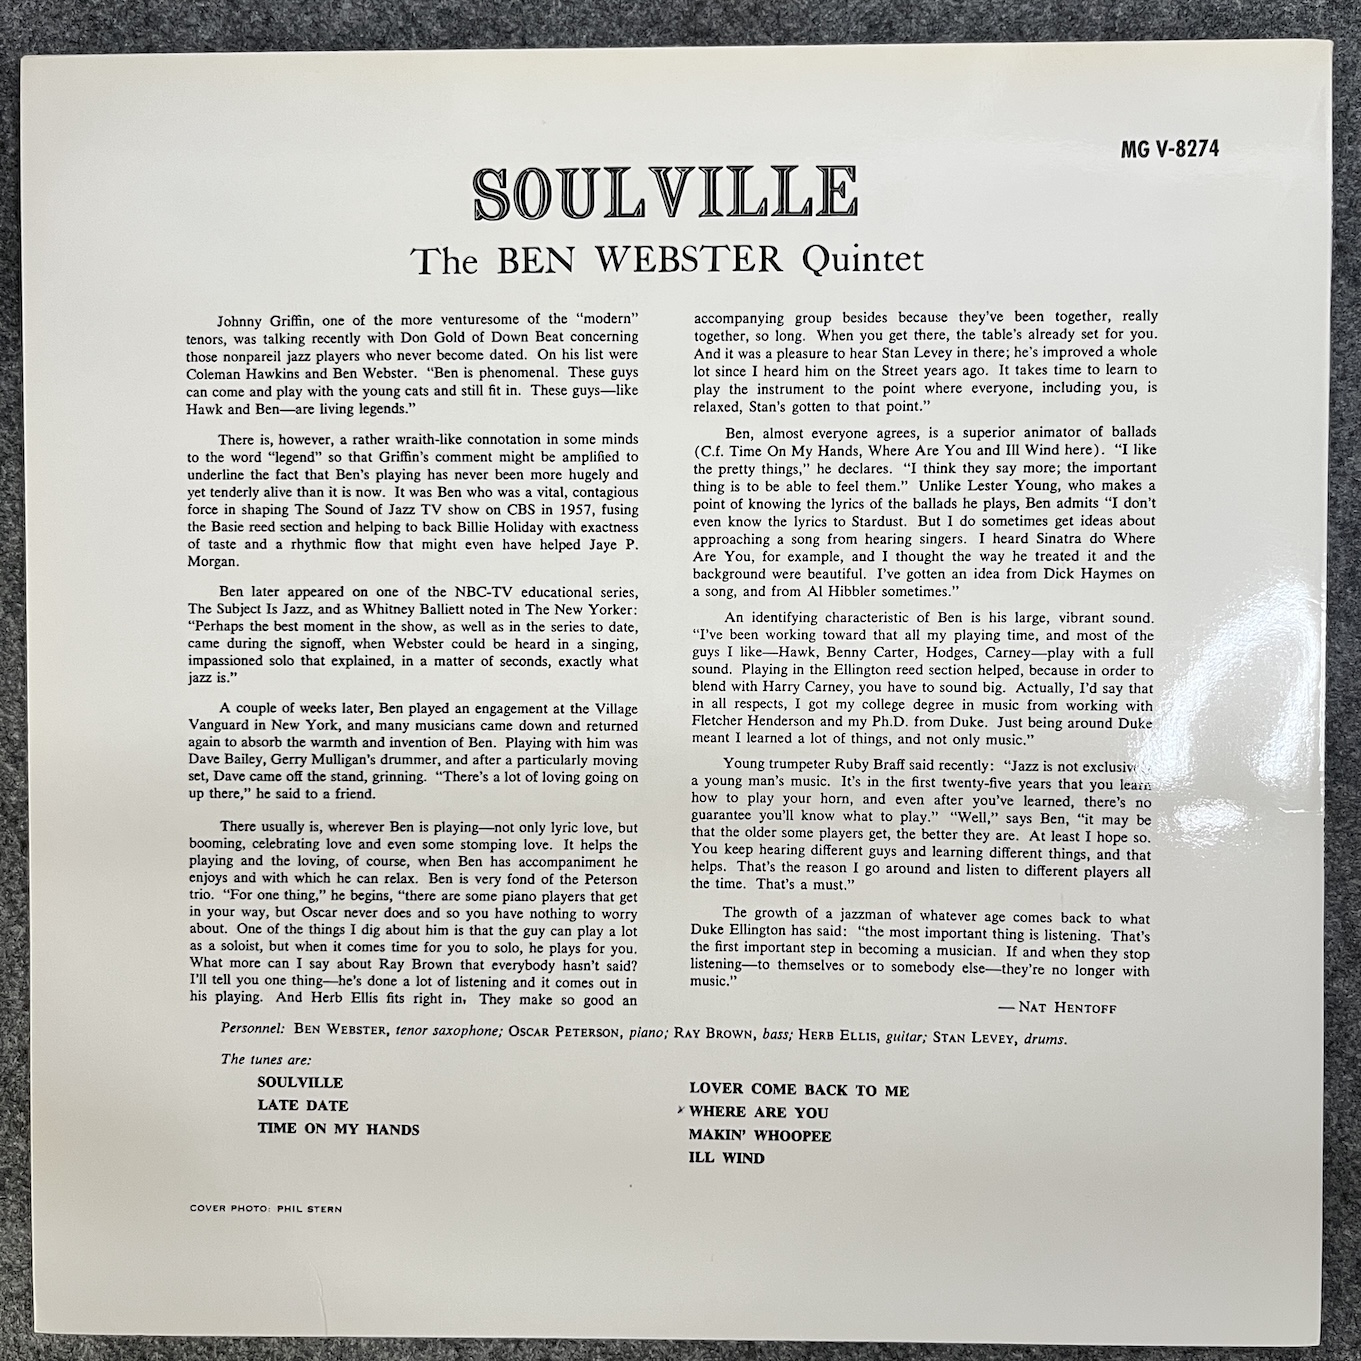 MG V-8274
SOULVILLE
The BEN WEBSTER Quintet
Johnny Griffin, one of the more venturesome of the “modern”
tenors, was talking recently with Don Gold of Down Beat concerning
those nonpareil jazz players who never become dated. On his list were
Coleman Hawkins and Ben Webster. “Ben is phenomenal. These guys
can come and play with the young cats and still fit in. These guys—like
Hawk and Ben—are living legends.”
There is, however, a rather wraith-like connotation in some minds
to the word “legend” so that Griffin’s comment might be amplified to
underline the fact that Ben’s playing has never been more hugely and
yet tenderly alive than it is now. It was Ben who was a vital, contagious
force in shaping The Sound of Jazz TV show on CBS in 1957, fusing
the Basie reed section and helping to back Billie Holiday with exactness
of taste and a rhythmic flow that might even have helped Jaye P.
Morgan.
Ben later appeared on one of the NBC-TV educational series,
The Subject Is Jazz, and as Whitney Balliett noted in The New Yorker:
“Perhaps the best moment in the show, as well as in the series to date,
came during the signoff, when Webster could be heard in a singing,
impassioned solo that explained, in a matter of seconds, exactly what
jazz is.”
A couple of weeks later, Ben played an engagement at the Village
Vanguard in New York, and many musicians came down and returned
again to absorb the warmth and invention of Ben. Playing with him was
Dave Bailey, Gerry Mulligan’s drummer, and after a particularly moving
set, Dave came off the stand, grinning. “There’s a lot of loving going on
up there,” he said to a friend.
There usually is, wherever Ben is playing—not only lyric love, but
booming, celebrating love and even some stomping love. It helps the
playing and the loving, of course, when Ben has accompaniment he
enjoys and with which he can relax. Ben is very fond of the Peterson
trio. “For one thing,” he begins, “there are some piano players that get
in your way, but Oscar never does and so you have nothing to worry
about. One of the things I dig about him is that the guy can play a lot
as a soloist, but when it comes time for you to solo, he plays for you.
What more can I say about Ray Brown that everybody hasn’t said?
I’ll tell you one thing—he’s done a lot of listening and it comes out in
his playing. And Herb Ellis fits right in. They make so good an
accompanying group besides because they’ve been together, really
together, so long. When you get there, the table’s already set for you.
And it was a pleasure to hear Stan Levey in there; he’s improved a whole
lot since I heard him on the Street years ago. It takes time to learn to
play the instrument to the point where everyone, including you, is
relaxed, Stan’s gotten to that point.”
Ben, almost everyone agrees, is a superior animator of ballads
(C.f. Time On My Hands, Where Are You and Ill Wind here). “I like
the pretty things,” he declares. “I think they say more; the important
thing is to be able to feel them.” Unlike Lester Young, who makes a
point of knowing the lyrics of the ballads he plays, Ben admits “I don’t
even know the lyrics to Stardust. But I do sometimes get ideas about
approaching a song from hearing singers. I heard Sinatra do Where
Are You, for example, and I thought the way he treated it and the
background were beautiful. I’ve gotten an idea from Dick Haymes on
a song, and from Al Hibbler sometimes.”
An identifying characteristic of Ben is his large, vibrant sound.
“I’ve been working toward that all my playing time, and most of the
guys I like—Hawk, Benny Carter, Hodges, Carney—play with a full
sound. Playing in the Ellington reed section helped, because in order to
blend with Harry Carney, you have to sound big. Actually, I’d say that
in all respects, I got my college degree in music from working with
Fletcher Henderson and my Ph.D. from Duke. Just being around Duke
meant I learned a lot of things, and not only music.”
Young trumpeter Ruby Braff said recently: “Jazz is not exclusively
a young man’s music. It’s in the first twenty-five years that you learn
how to play your horn, and even after you’ve learned, there’s no
guarantee you’ll know what to play.” “Well,” says Ben, “it may be
that the older some players get, the better they are. At least I hope so.
You keep hearing different guys and learning different things, and that
helps. That’s the reason I go around and listen to different players all
the time. That’s a must.”
The growth of a jazzman of whatever age comes back to what
Duke Ellington has said: “the most important thing is listening. That’s
the first important step in becoming a musician. If and when they stop
listening—to themselves or to somebody else—they’re no longer with
music.”
— NAT HENTOFF
Personnel: BEN WEBSTER, tenor saxophone; OSCAR PETERSON, piano; RAY BROWN, bass; HERB ELLIS, guitar; STAN LEVEY, drums.
The tunes are:
SOULVILLE
LATE DATE
TIME ON MY HANDS
LOVER COME BACK TO ME
WHERE ARE YOU
MAKIN’ WHOOPEE
ILL WIND
COVER PHOTO: PHIL STERN